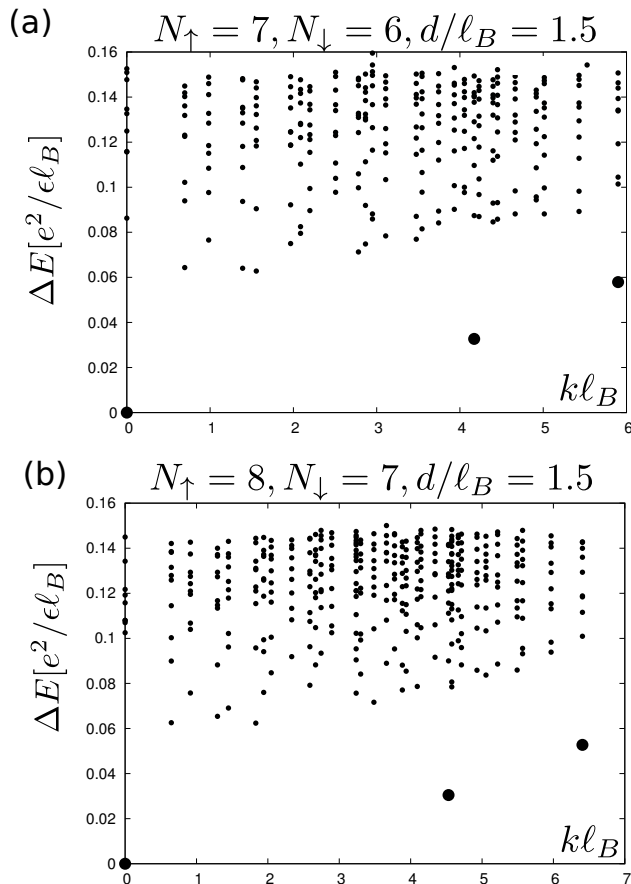 (a)
N↑ = 7, N↓ = 6, d/ℓB = 1.5
0.16
0.14
0.12
0.1
0.08
0.06
0.04
0.02
0
ΔE[e²/ϵℓB]
kℓB
0 1 2 3 4 5 6
(b)
N↑ = 8, N↓ = 7, d/ℓB = 1.5
0.16
0.14
0.12
0.1
0.08
0.06
0.04
0.02
0
ΔE[e²/ϵℓB]
kℓB
0 1 2 3 4 5 6 7